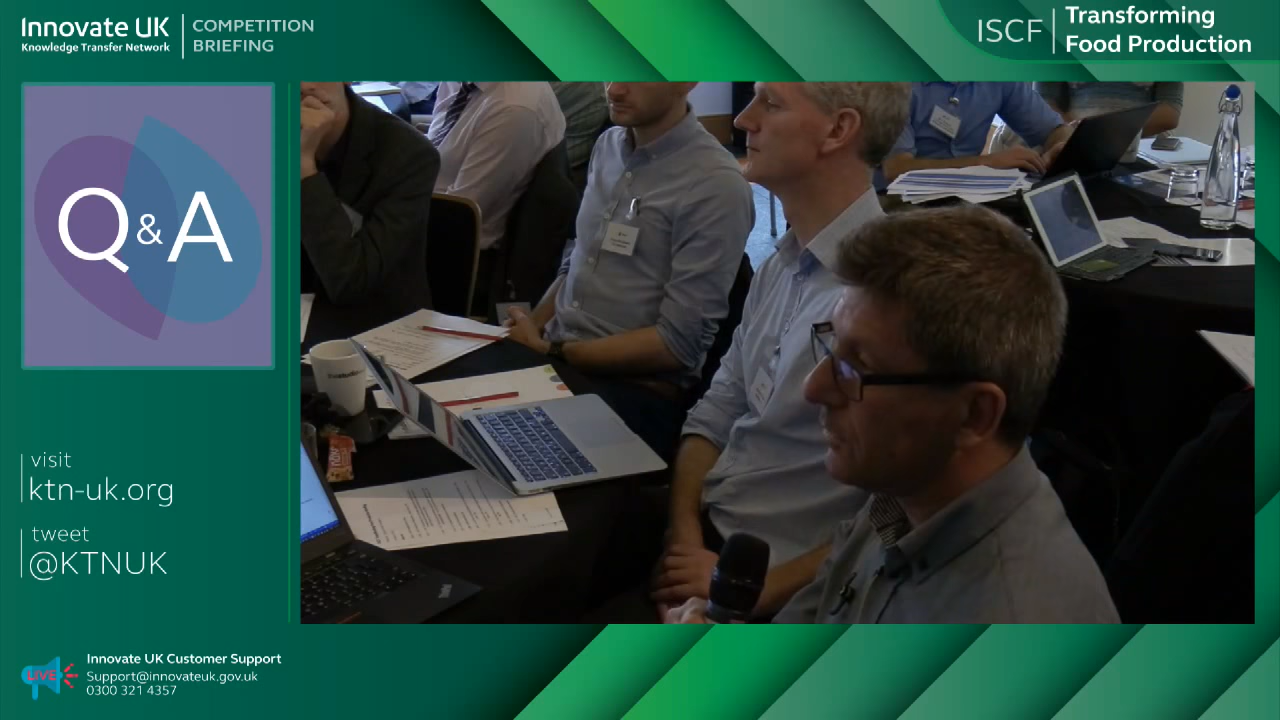 Innovate UK
Knowledge Transfer Network
COMPETITION
BRIEFING
ISCF
Transforming
Food Production
Q&A
visit
ktn-uk.org
tweet
@KTNUK
LIVE
Innovate UK Customer Support
Support@innovateuk.gov.uk
0300 321 4357